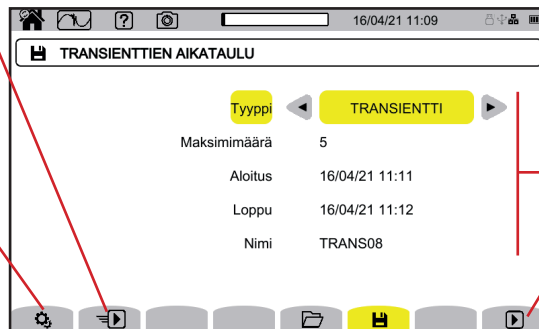 16/04/21 11:09
TRANSIENTTIEN AIKATAULU
Tyyppi TRANSIENTTI
Maksimimäärä 5
Aloitus 16/04/21 11:11
Loppu 16/04/21 11:12
Nimi TRANS08